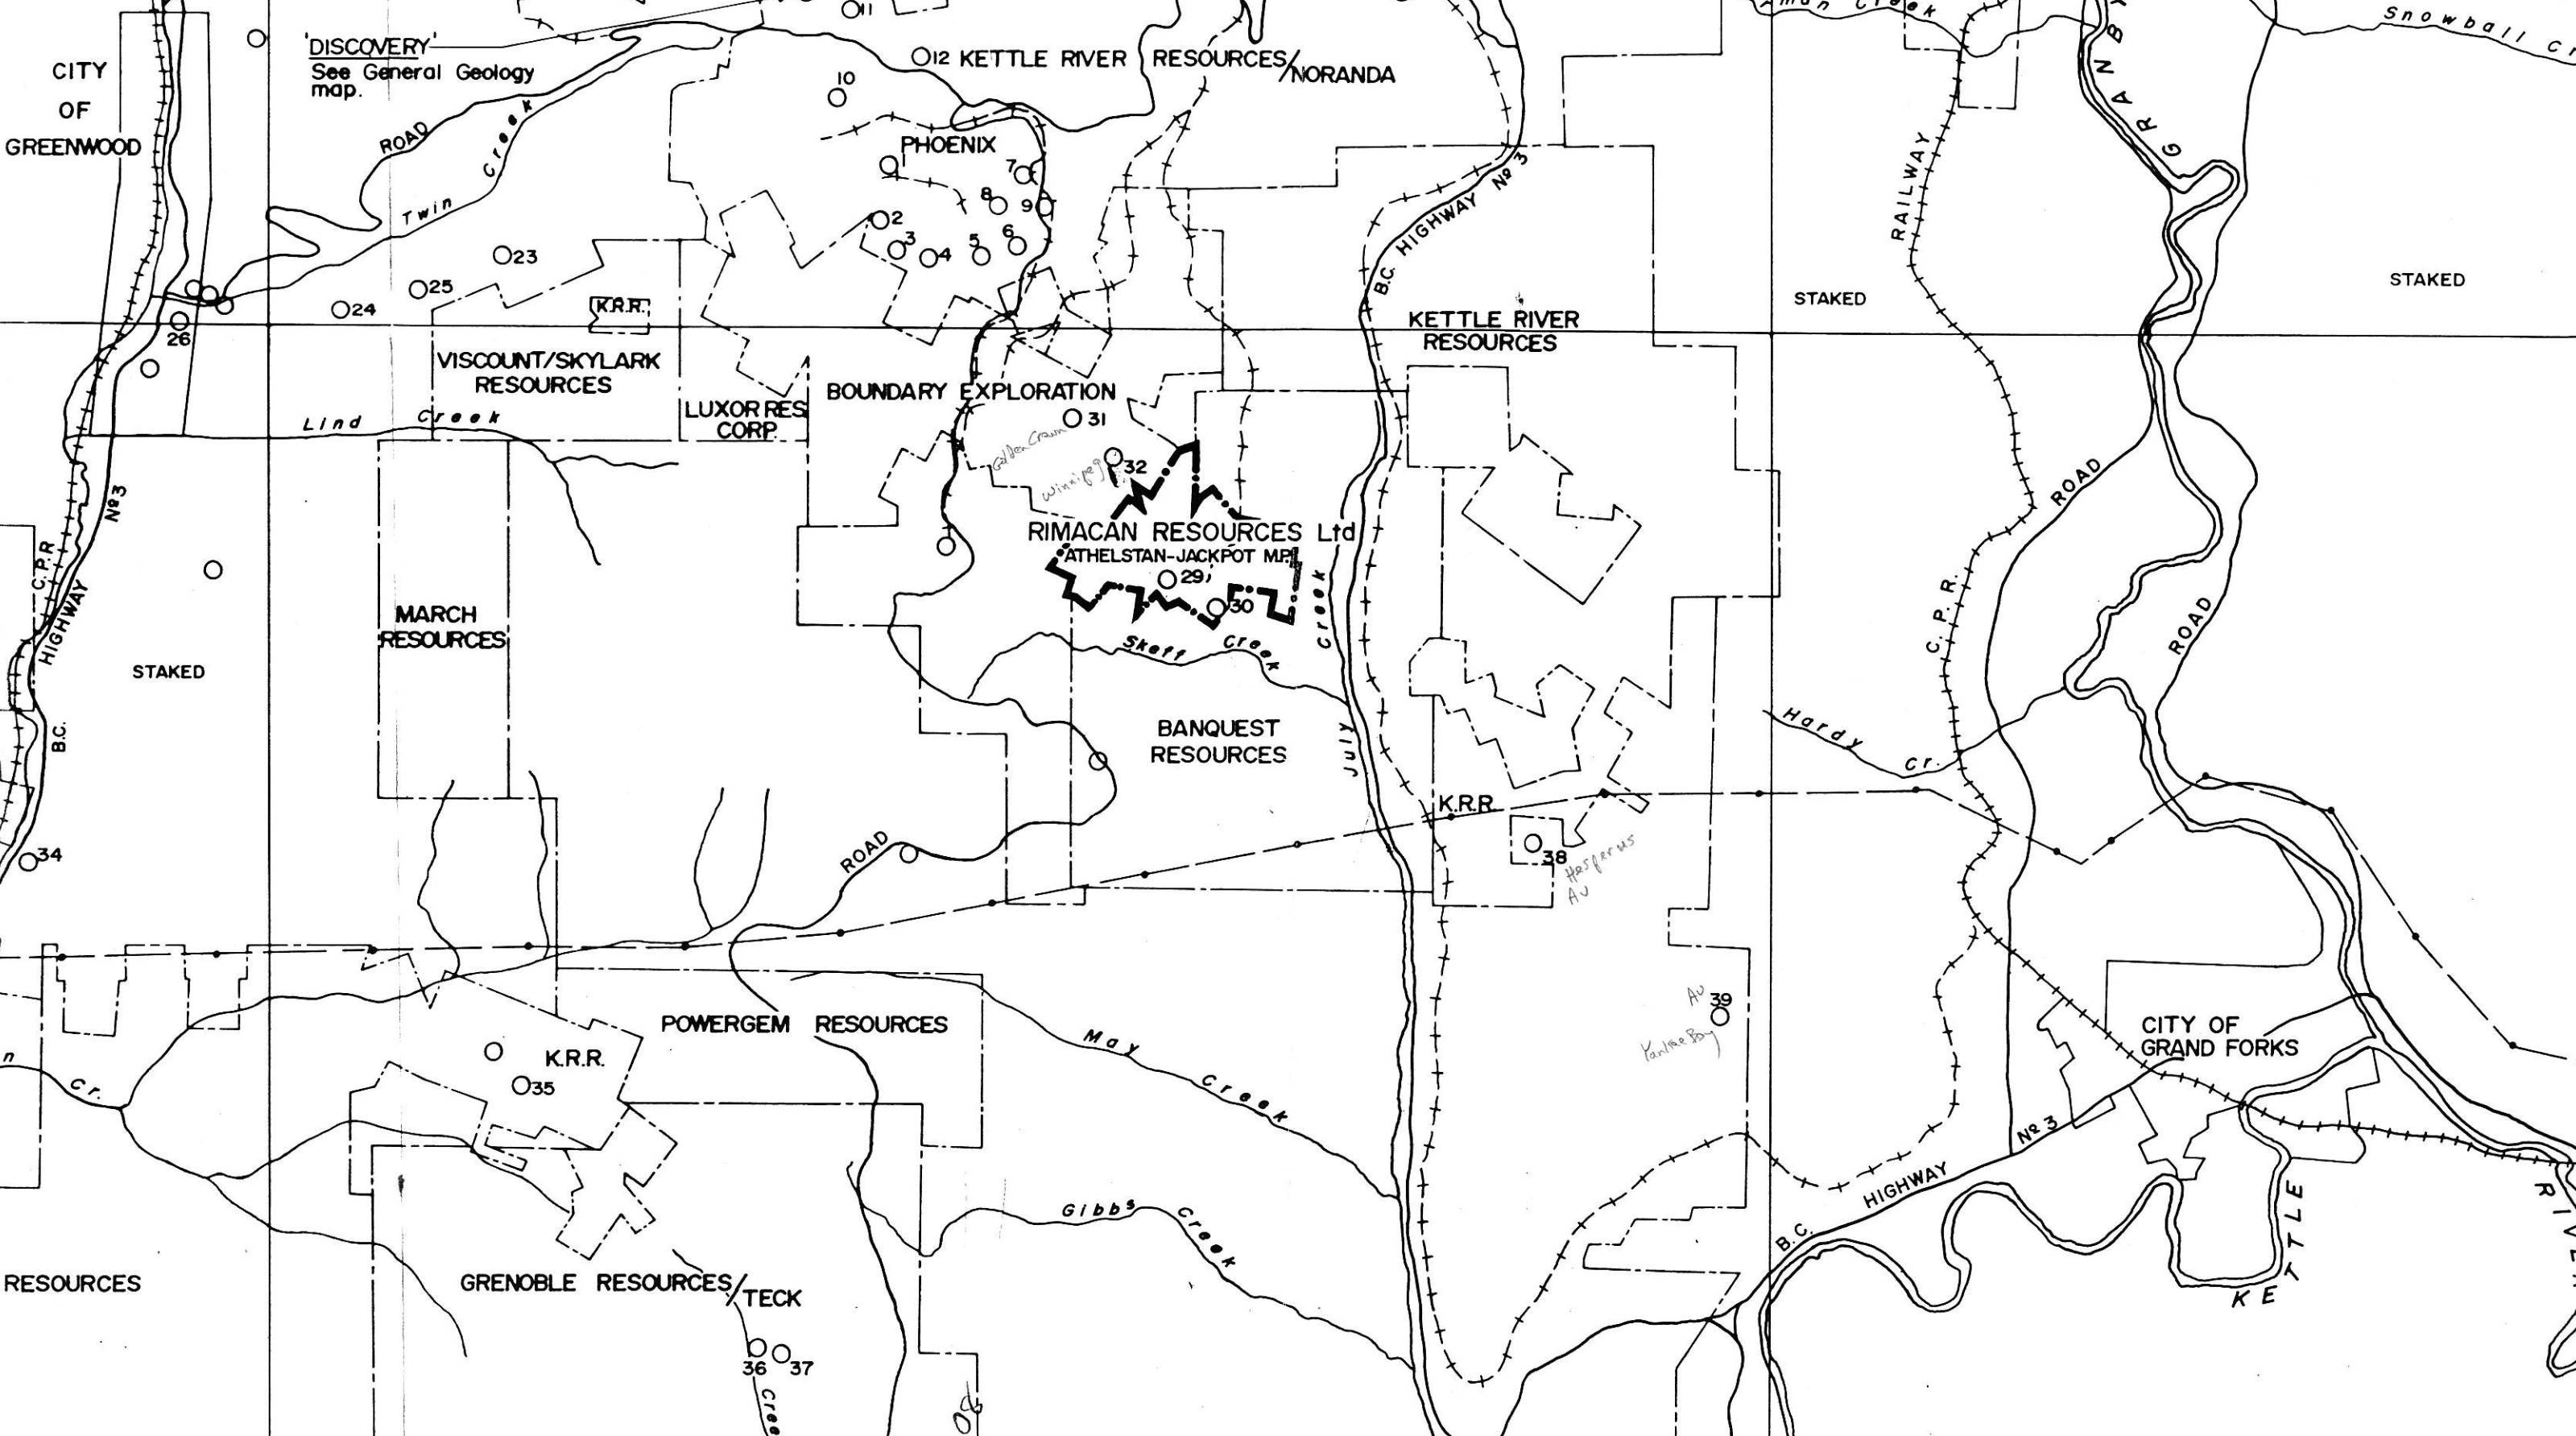 11
'DISCOVERY'
See General Geology
map.
CITY
OF
GREENWOOD
ROAD
Twin Creek
12 KETTLE RIVER RESOURCES/NORANDA
10
PHOENIX
7
8
9
2
3
4
5
6
23
25
24
26
K.R.R.
VISCOUNT/SKYLARK
RESOURCES
LUXOR RES
CORP.
BOUNDARY EXPLORATION
Lind Creek
31
Golden Crown
32
Winnipeg
RIMACAN RESOURCES Ltd
ATHELSTAN-JACKPOT M.P.
29
30
Skeff Creek
July Creek
B.C. HIGHWAY Nº 3
KETTLE RIVER
RESOURCES
STAKED
STAKED
RAILWAY
C. P. R.
GRANBY
Snowball Cr
Creek
ROAD
ROAD
Hardy Cr.
C.P.R.
B.C. HIGHWAY Nº 3
STAKED
MARCH
RESOURCES
BANQUEST
RESOURCES
34
ROAD
K.R.R.
38
Hesperus
Au
Au
39
Yankee Boy
POWERGEM RESOURCES
K.R.R.
35
n Cr.
May Creek
Gibbs Creek
CITY OF
GRAND FORKS
B.C. HIGHWAY Nº 3
KETTLE RIVE
RESOURCES
GRENOBLE RESOURCES/TECK
36
37
Cree